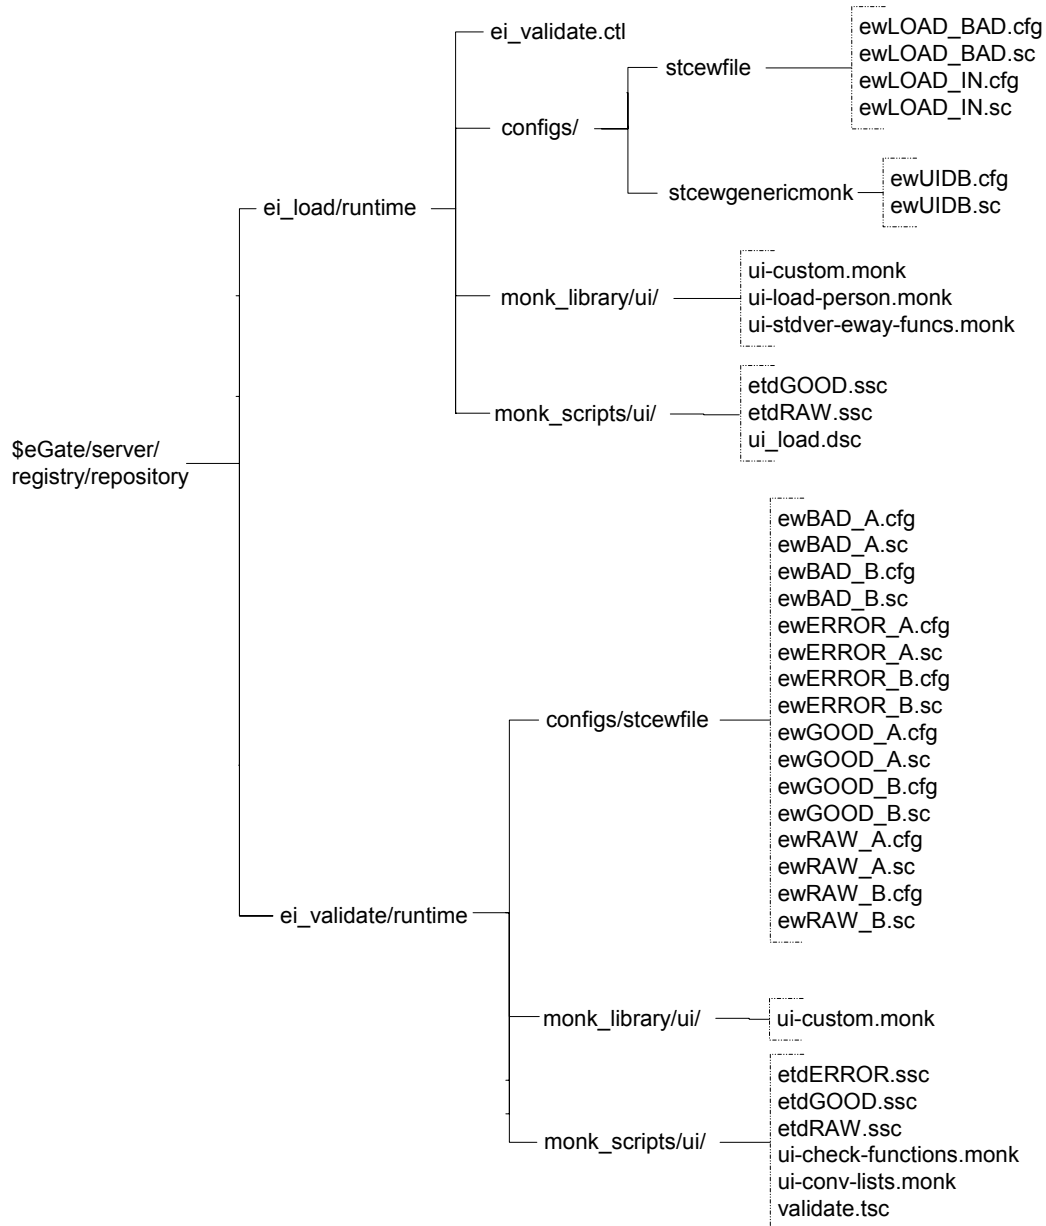 $eGate/server/
registry/repository
ei_load/runtime
ei_validate.ctl
configs/
stcewfile
ewLOAD_BAD.cfg
ewLOAD_BAD.sc
ewLOAD_IN.cfg
ewLOAD_IN.sc
stcewgenericmonk
ewUIDB.cfg
ewUIDB.sc
monk_library/ui/
ui-custom.monk
ui-load-person.monk
ui-stdver-eway-funcs.monk
monk_scripts/ui/
etdGOOD.ssc
etdRAW.ssc
ui_load.dsc
ei_validate/runtime
configs/stcewfile
ewBAD_A.cfg
ewBAD_A.sc
ewBAD_B.cfg
ewBAD_B.sc
ewERROR_A.cfg
ewERROR_A.sc
ewERROR_B.cfg
ewERROR_B.sc
ewGOOD_A.cfg
ewGOOD_A.sc
ewGOOD_B.cfg
ewGOOD_B.sc
ewRAW_A.cfg
ewRAW_A.sc
ewRAW_B.cfg
ewRAW_B.sc
monk_library/ui/
ui-custom.monk
monk_scripts/ui/
etdERROR.ssc
etdGOOD.ssc
etdRAW.ssc
ui-check-functions.monk
ui-conv-lists.monk
validate.tsc